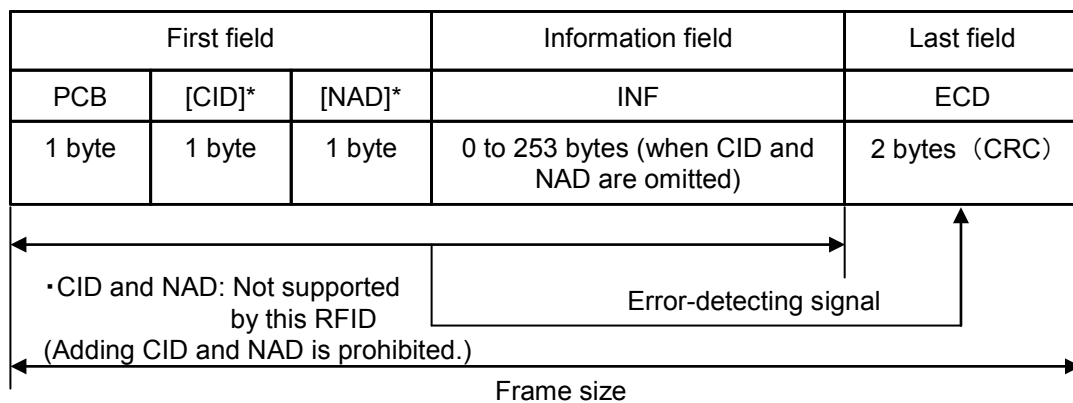 First field
Information field
Last field
PCB
[CID]*
[NAD]*
INF
ECD
1 byte
1 byte
1 byte
0 to 253 bytes (when CID and
NAD are omitted)
2 bytes（CRC）
・CID and NAD: Not supported
by this RFID
(Adding CID and NAD is prohibited.)
Error-detecting signal
Frame size